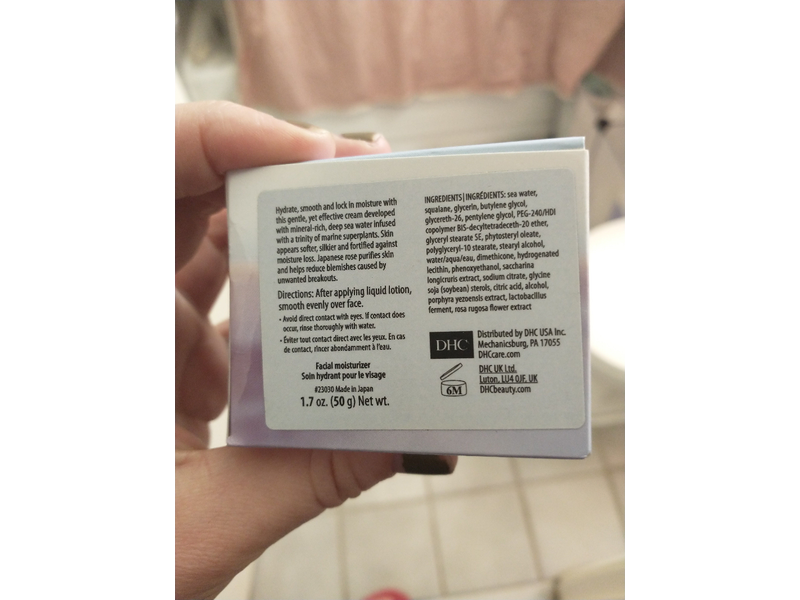 Hydrate, smooth and lock in moisture with
this gentle, yet effective cream developed
with mineral-rich, deep sea water infused
with a trinity of marine superplants. Skin
appears softer, silkier and fortified against
moisture loss. Japanese rose purifies skin
and helps reduce blemishes caused by
unwanted breakouts.
Directions: After applying liquid lotion,
smooth evenly over face.
• Avoid direct contact with eyes. If contact does
occur, rinse thoroughly with water.
• Éviter tout contact direct avec les yeux. En cas
de contact, rincer abondamment à l'eau.
Facial moisturizer
Soin hydrant pour le visage
#23030 Made in Japan
1.7 oz. (50 g) Net wt.
INGREDIENTS | INGRÉDIENTS: sea water,
squalane, glycerin, butylene glycol,
glycereth-26, pentylene glycol, PEG-240/HDI
copolymer BIS-decyltetradeceth-20 ether,
glyceryl stearate SE, phytosteryl oleate,
polyglyceryl-10 stearate, stearyl alcohol,
water/aqua/eau, dimethicone, hydrogenated
lecithin, phenoxyethanol, saccharina
longicruris extract, sodium citrate, glycine
soja (soybean) sterols, citric acid, alcohol,
porphyra yezoensis extract, lactobacillus
ferment, rosa rugosa flower extract
DHC
Distributed by DHC USA Inc.
Mechanicsburg, PA 17055
DHCcare.com
6M
DHC UK Ltd.
Luton, LU4 0JF, UK
DHCbeauty.com